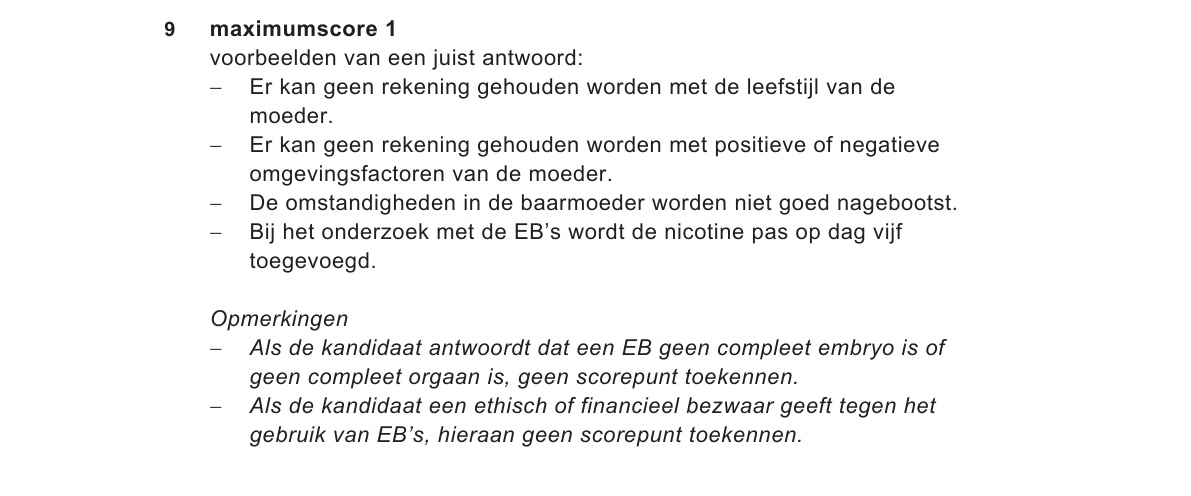 9 maximumscore 1
voorbeelden van een juist antwoord:
– Er kan geen rekening gehouden worden met de leefstijl van de
moeder.
– Er kan geen rekening gehouden worden met positieve of negatieve
omgevingsfactoren van de moeder.
– De omstandigheden in de baarmoeder worden niet goed nagebootst.
– Bij het onderzoek met de EB’s wordt de nicotine pas op dag vijf
toegevoegd.
Opmerkingen
– Als de kandidaat antwoordt dat een EB geen compleet embryo is of
geen compleet orgaan is, geen scorepunt toekennen.
– Als de kandidaat een ethisch of financieel bezwaar geeft tegen het
gebruik van EB’s, hieraan geen scorepunt toekennen.